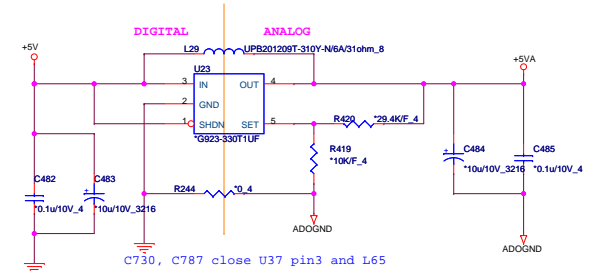 DIGITAL ANALOG
+5V
L29 UPB201209T-310Y-N/6A/31ohm_8
+5VA
U23
3 IN OUT 4
2 GND
1 SHDN SET 5
*G923-330T1UF
R420 *29.4K/F_4
R419
*10K/F_4
C484
*10u/10V_3216
C485
*0.1u/10V_4
C482
*0.1u/10V_4
C483
*10u/10V_3216
R244 *0_4
ADOGND
ADOGND
C730, C787 close U37 pin3 and L65